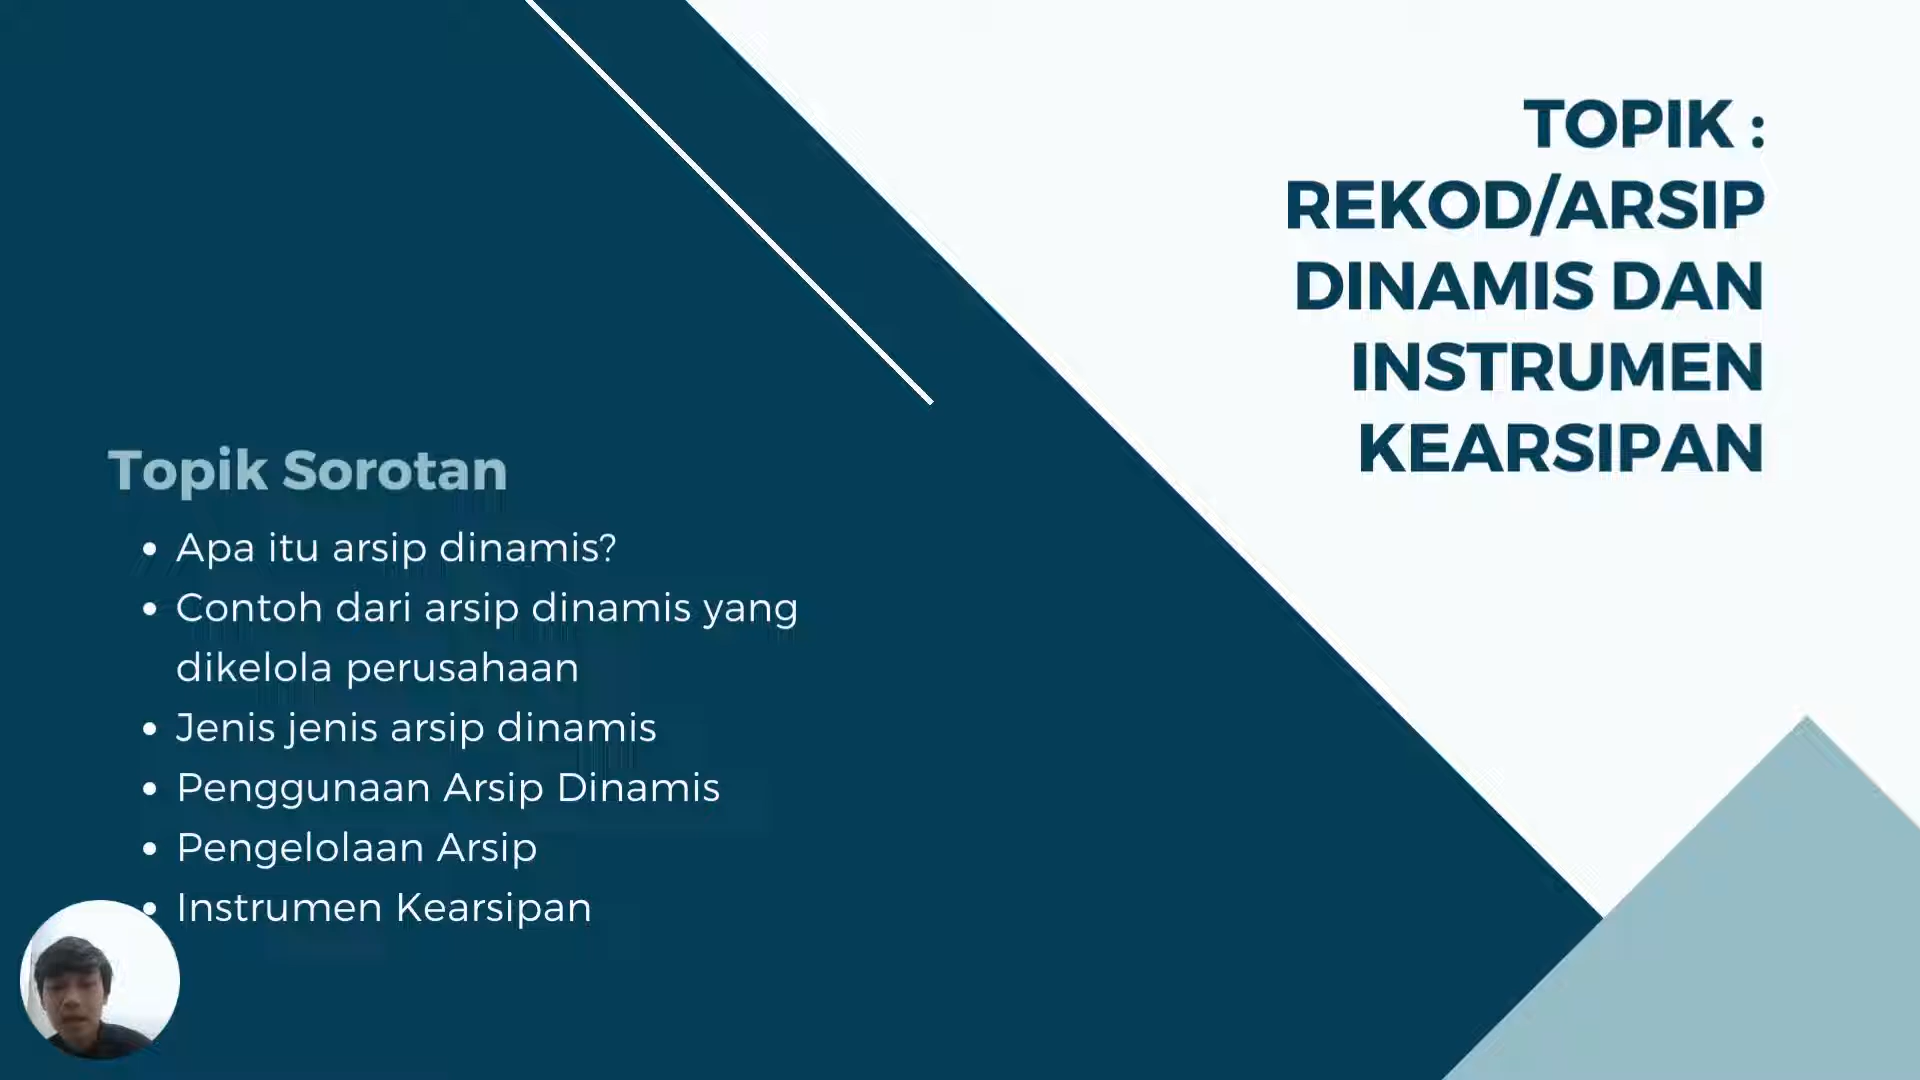 TOPIK :
REKOD/ARSIP
DINAMIS DAN
INSTRUMEN
KEARSIPAN
Topik Sorotan
• Apa itu arsip dinamis?
• Contoh dari arsip dinamis yang
dikelola perusahaan
• Jenis jenis arsip dinamis
• Penggunaan Arsip Dinamis
• Pengelolaan Arsip
• Instrumen Kearsipan